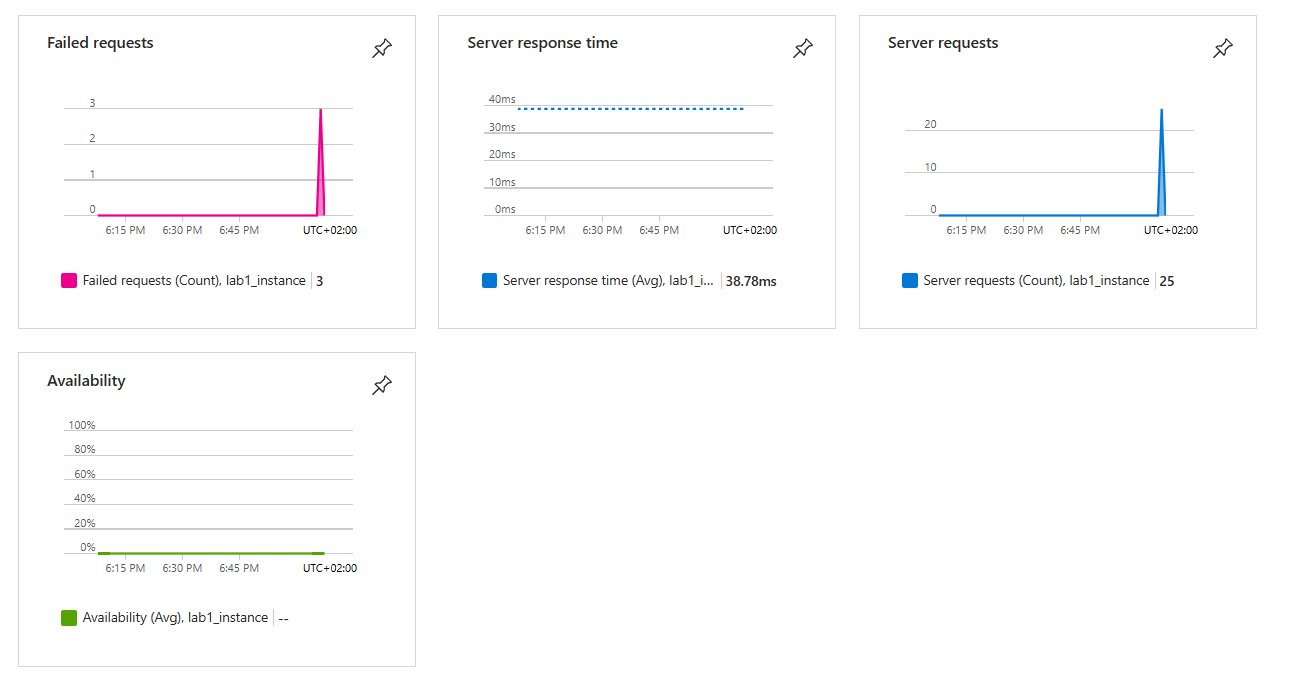 Failed requests
3
2
1
0
6:15 PM 6:30 PM 6:45 PM UTC+02:00
Failed requests (Count), lab1_instance 3
Server response time
40ms
30ms
20ms
10ms
0ms
6:15 PM 6:30 PM 6:45 PM UTC+02:00
Server response time (Avg), lab1_i... 38.78ms
Server requests
20
10
0
6:15 PM 6:30 PM 6:45 PM UTC+02:00
Server requests (Count), lab1_instance 25
Availability
100%
80%
60%
40%
20%
0%
6:15 PM 6:30 PM 6:45 PM UTC+02:00
Availability (Avg), lab1_instance --